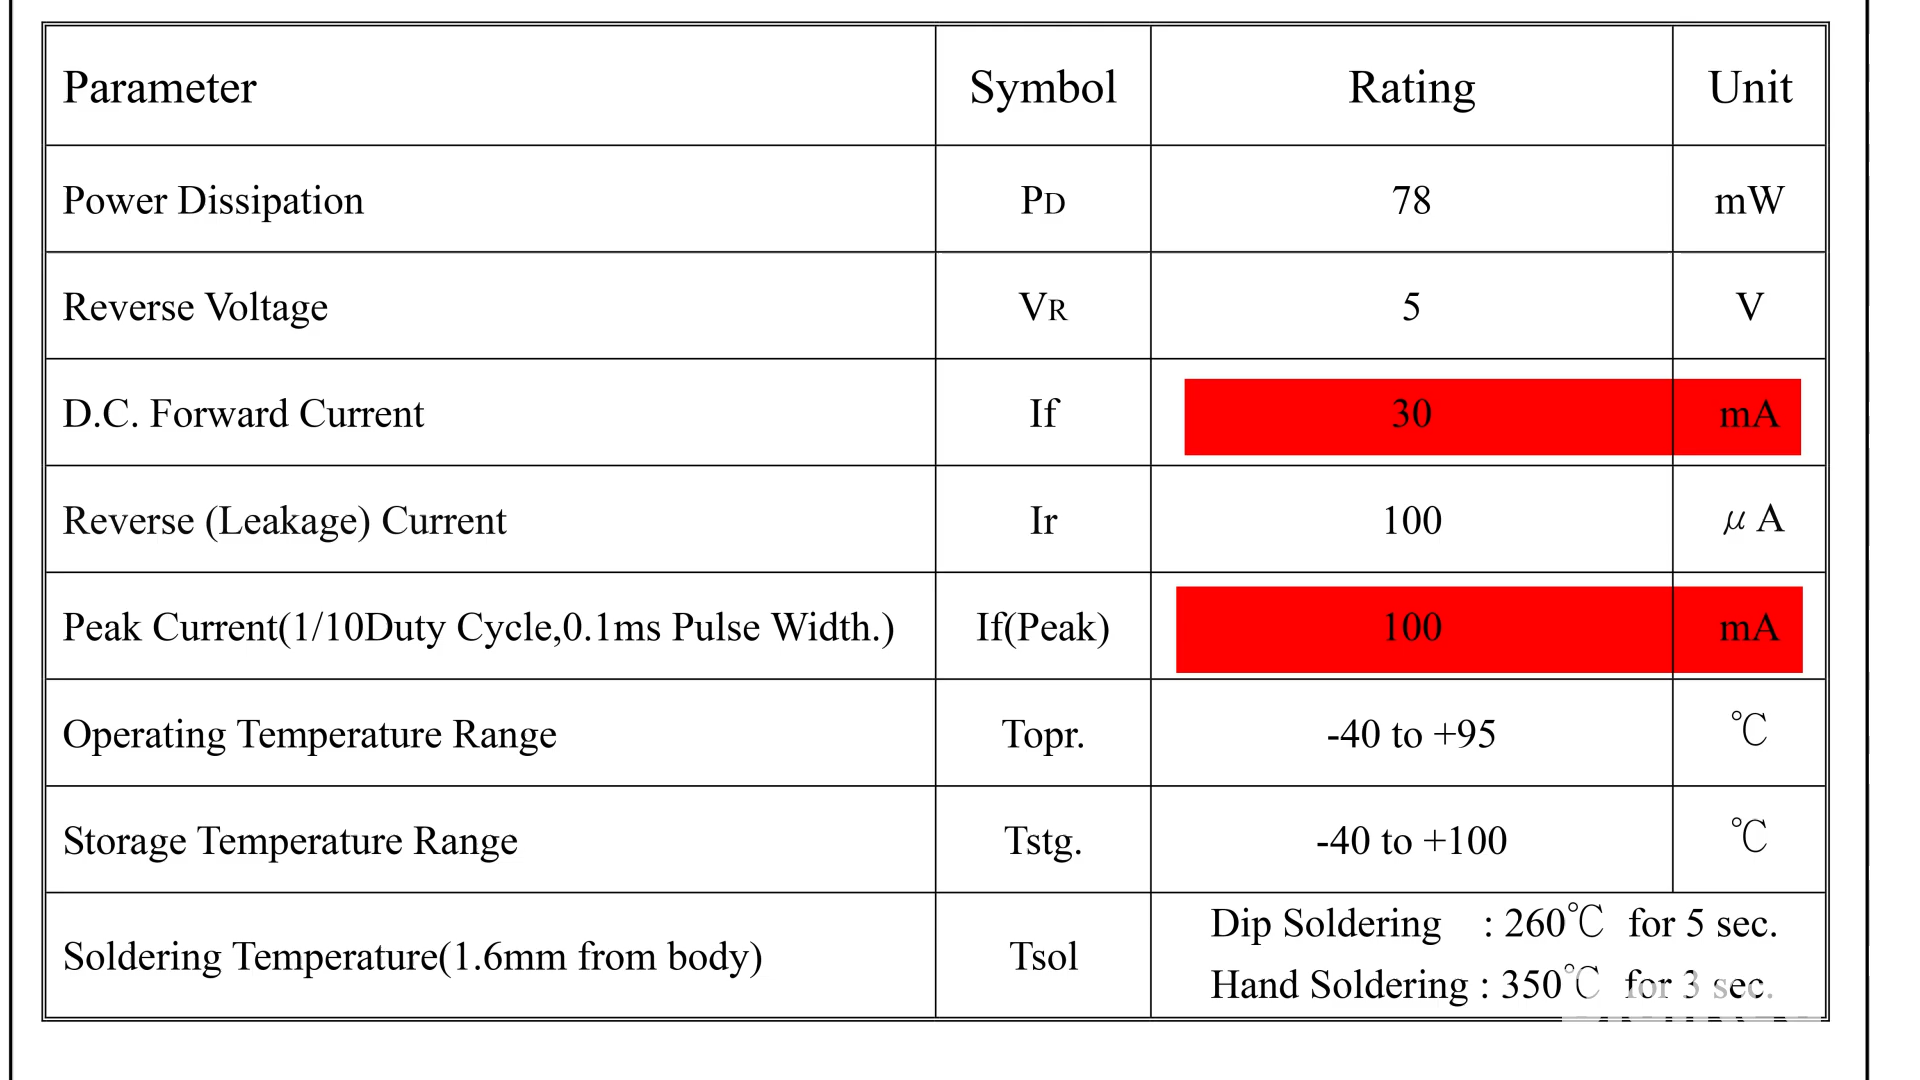 Parameter Symbol Rating Unit
Power Dissipation PD 78 mW
Reverse Voltage VR 5 V
D.C. Forward Current If 30 mA
Reverse (Leakage) Current Ir 100 μ A
Peak Current(1/10Duty Cycle,0.1ms Pulse Width.) If(Peak) 100 mA
Operating Temperature Range Topr. -40 to +95 ℃
Storage Temperature Range Tstg. -40 to +100 ℃
Soldering Temperature(1.6mm from body) Tsol Dip Soldering : 260℃ for 5 sec.
Hand Soldering : 350℃ for 3 sec.